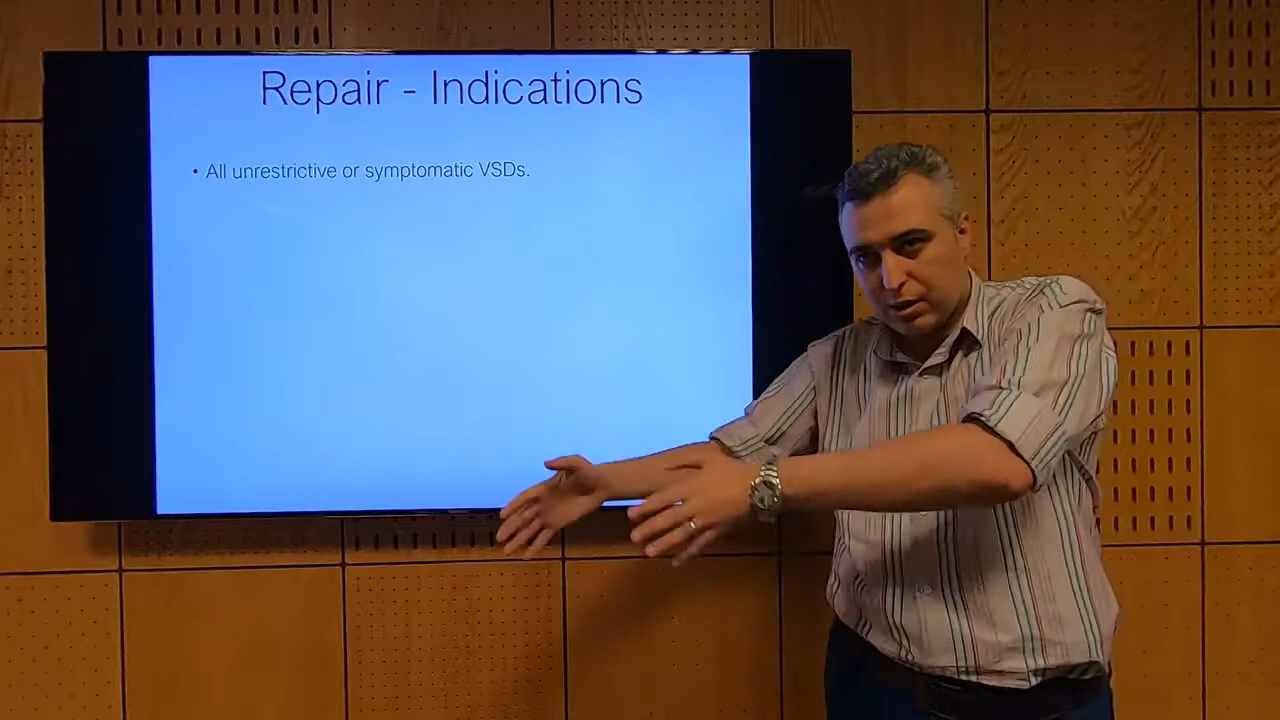 Repair - Indications
• All unrestrictive or symptomatic VSDs.